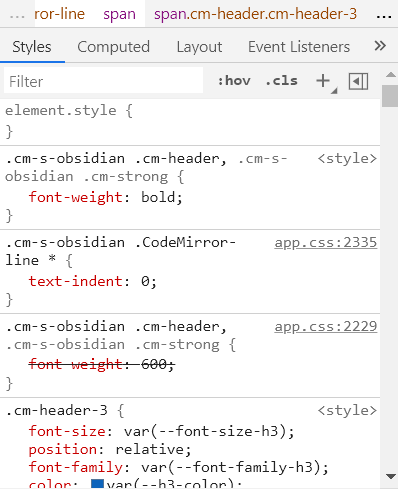 … ror-line span span.cm-header.cm-header-3 …
Styles Computed Layout Event Listeners »
Filter :hov .cls +
element.style {
}
.cm-s-obsidian .cm-header, .cm-s- <style>
obsidian .cm-strong {
font-weight: bold;
}
.cm-s-obsidian .CodeMirror- app.css:2335
line * {
text-indent: 0;
}
.cm-s-obsidian .cm-header, app.css:2229
.cm-s-obsidian .cm-strong {
font-weight: 600;
}
.cm-header-3 { <style>
font-size: var(--font-size-h3);
position: relative;
font-family: var(--font-family-h3);
color: var(--h3-color);